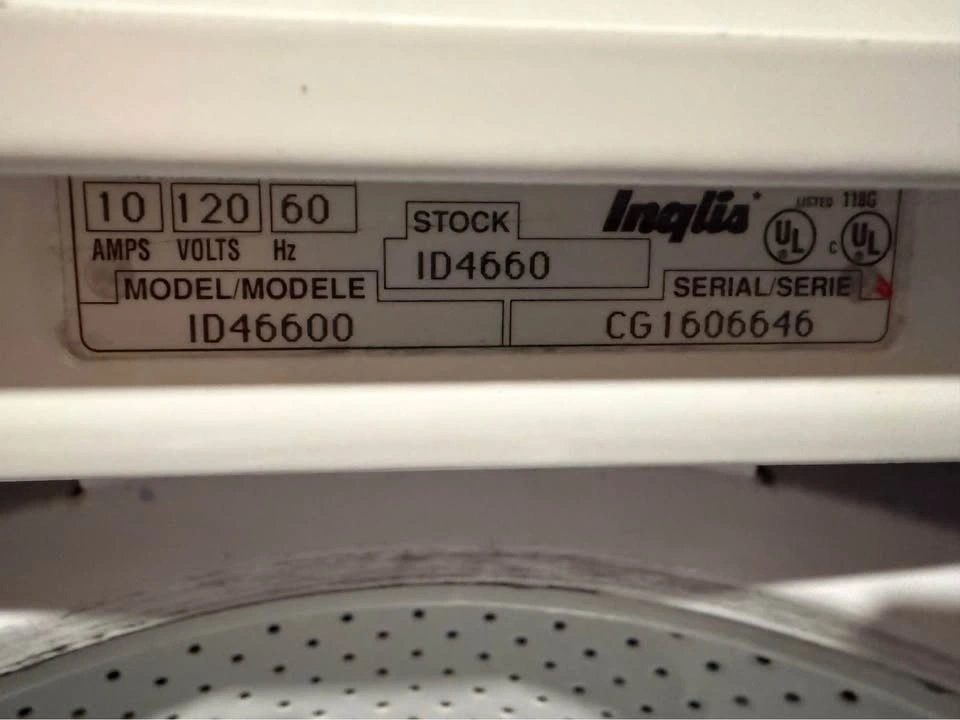 10 120 60
AMPS VOLTS Hz
STOCK
ID4660
Inglis
LISTED 118G
UL c UL
MODEL/MODELE
ID46600
SERIAL/SERIE
CG1606646